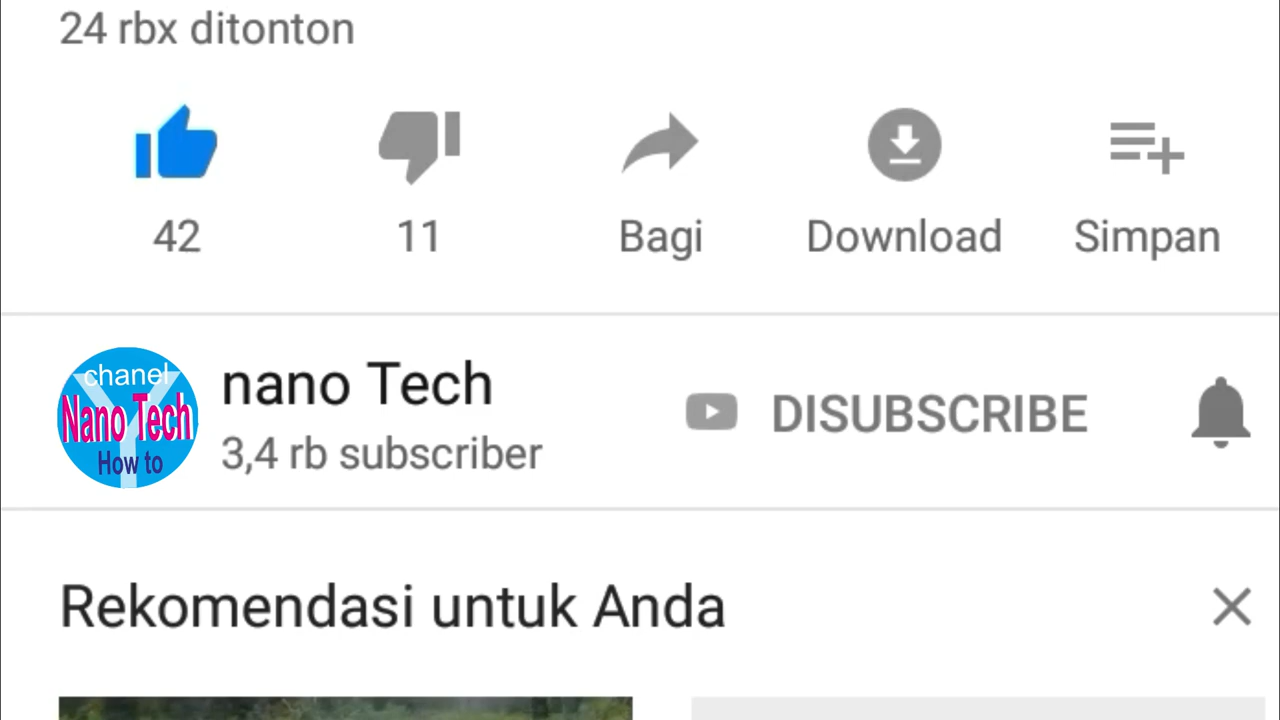 24 rbx ditonton
42
11
Bagi
Download
Simpan
chanel
Nano Tech
How to
nano Tech
3,4 rb subscriber
DISUBSCRIBE
Rekomendasi untuk Anda